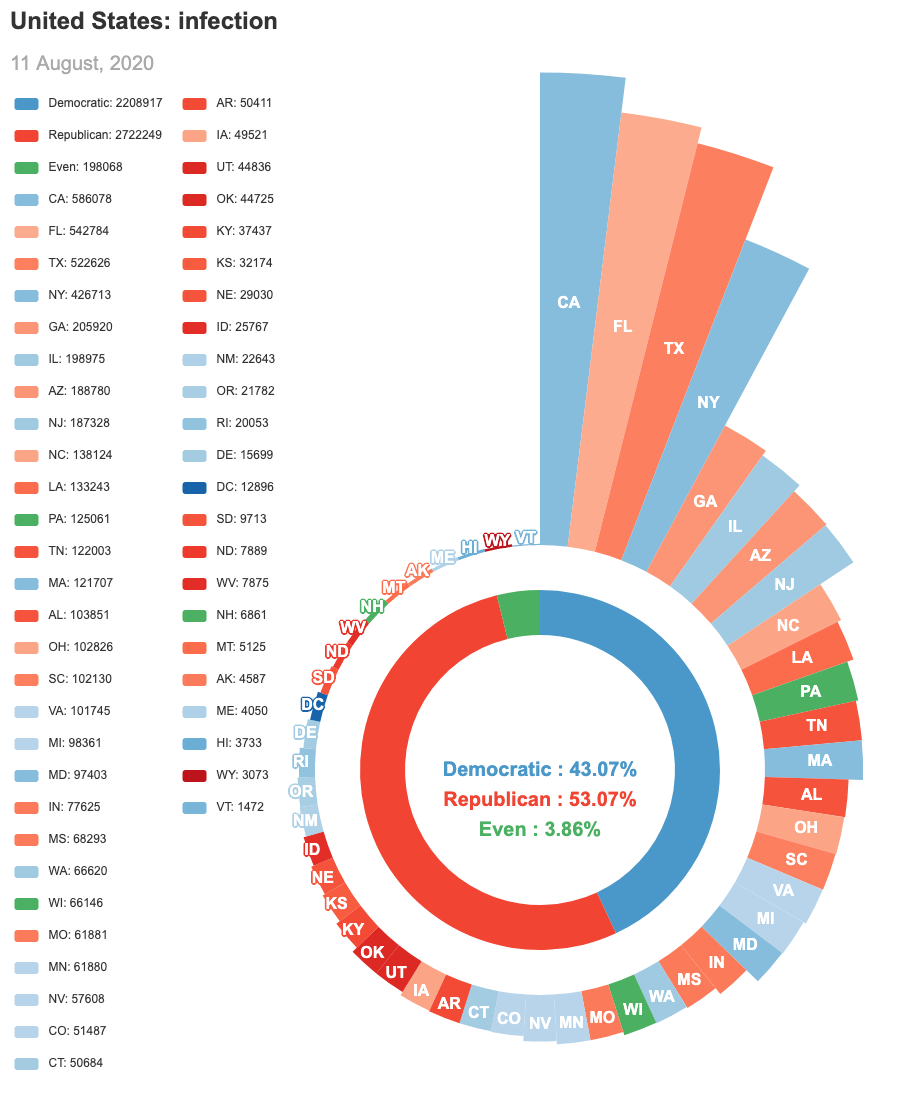 United States: infection
11 August, 2020
Democratic: 2208917
Republican: 2722249
Even: 198068
CA: 586078
FL: 542784
TX: 522626
NY: 426713
GA: 205920
IL: 198975
AZ: 188780
NJ: 187328
NC: 138124
LA: 133243
PA: 125061
TN: 122003
MA: 121707
AL: 103851
OH: 102826
SC: 102130
VA: 101745
MI: 98361
MD: 97403
IN: 77625
MS: 68293
WA: 66620
WI: 66146
MO: 61881
MN: 61880
NV: 57608
CO: 51487
CT: 50684
AR: 50411
IA: 49521
UT: 44836
OK: 44725
KY: 37437
KS: 32174
NE: 29030
ID: 25767
NM: 22643
OR: 21782
RI: 20053
DE: 15699
DC: 12896
SD: 9713
ND: 7889
WV: 7875
NH: 6861
MT: 5125
AK: 4587
ME: 4050
HI: 3733
WY: 3073
VT: 1472
CA
FL
TX
NY
GA
IL
AZ
NJ
NC
LA
PA
TN
MA
AL
OH
SC
VA
MI
MD
IN
MS
WA
WI
MO
MN
NV
CO
CT
AR
IA
UT
OK
KY
KS
NE
ID
NM
OR
RI
DE
DC
SD
ND
WV
NH
MT
AK
ME
HI
WY
VT
Democratic : 43.07%
Republican : 53.07%
Even : 3.86%